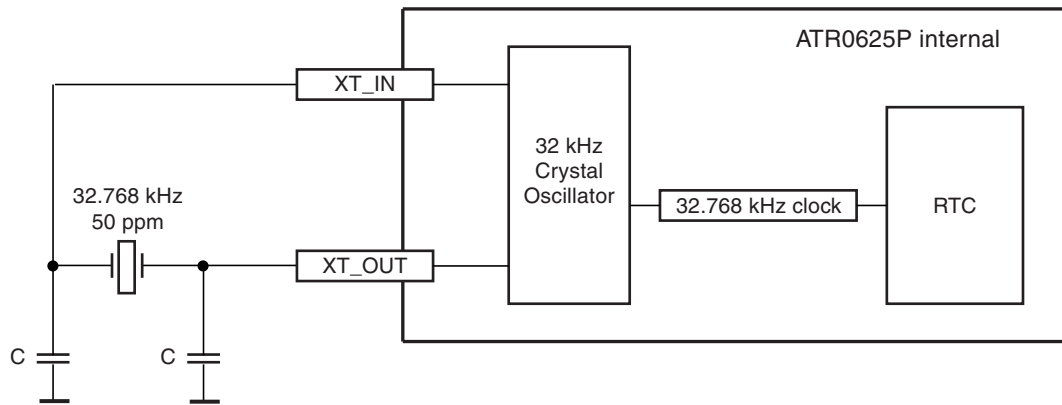 ATR0625P internal
XT_IN
32 kHz
Crystal
Oscillator
32.768 kHz
50 ppm
32.768 kHz clock
RTC
XT_OUT
C
C